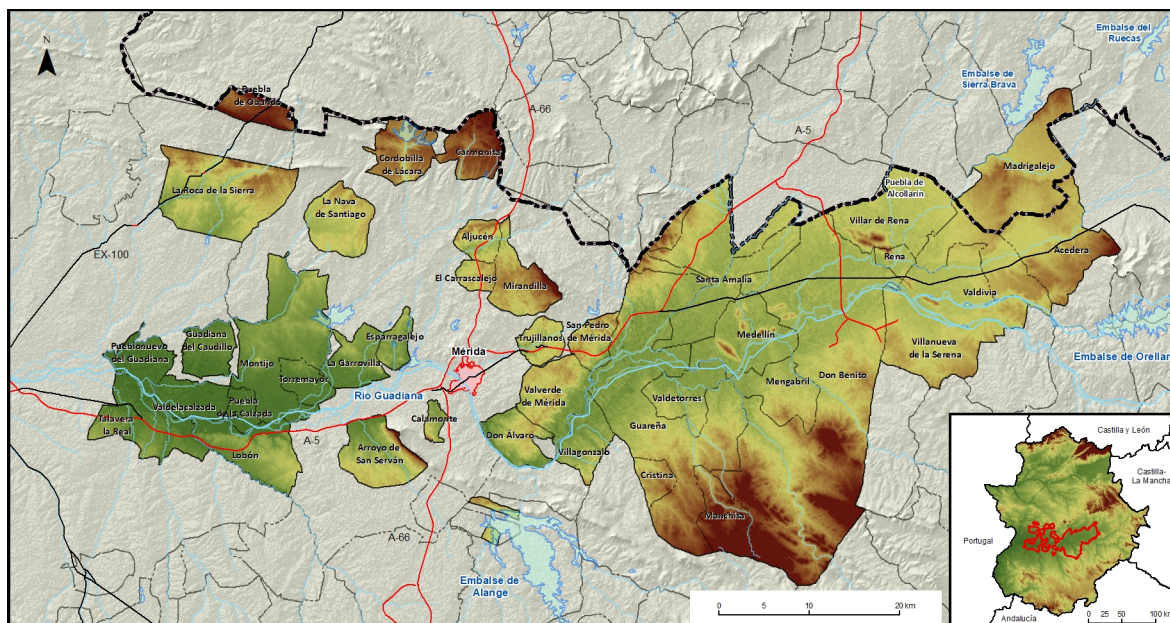 Embalse del
Ruecas
N
Embalse de
Sierra Brava
Puebla
de Obando
A-66
A-5
Cordobilla
de Lácara
Carmonita
Madrigalejo
La Roca de la Sierra
Puebla de
Alcollarín
La Nava
de Santiago
Villar de Rena
Aljucén
EX-100
Rena
Acedera
El Carrascalejo
Mirandilla
Santa Amalia
Valdivia
San Pedro
de Mérida
Trujillanos
Medellín
Guadiana
del Caudillo
Esparragalejo
Pueblonuevo
del Guadiana
Montijo
La Garrovilla
Mérida
Villanueva
de la Serena
Embalse de Orellan
Torremayor
Don Benito
Mengabril
Río Guadiana
Valverde
de Mérida
Valdetorres
Valdelacalzada
Puebla
de la Calzada
Talavera
la Real
Calamonte
Guareña
A-5
Don Álvaro
Lobón
Arroyo de
San Serván
Villagonzalo
Cristina
Manchita
A-66
Embalse de
Alange
0 5 10 20 km
Castilla y León
Castilla-
La Mancha
Portugal
Andalucía
0 25 50 100 km